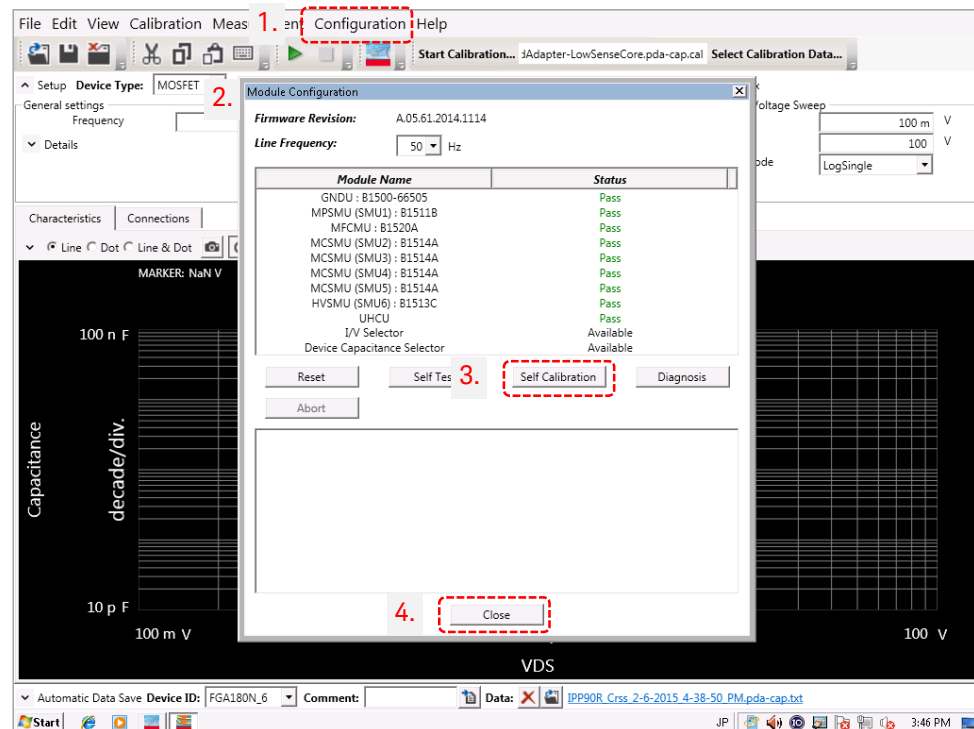 File Edit View Calibration Meas 1. ent Configuration Help
Start Calibration... dAdapter-LowSenseCore.pda-cap.cal Select Calibration Data...
Setup Device Type: MOSFET
2.
General settings
Frequency
Details
Module Configuration
Firmware Revision: A.05.61.2014.1114
Line Frequency: 50 Hz
Module Name Status
GNDU : B1500-66505 Pass
MPSMU (SMU1) : B1511B Pass
MFCMU : B1520A Pass
MCSMU (SMU2) : B1514A Pass
MCSMU (SMU3) : B1514A Pass
MCSMU (SMU4) : B1514A Pass
MCSMU (SMU5) : B1514A Pass
HVSMU (SMU6) : B1513C Pass
UHCU Pass
I/V Selector Available
Device Capacitance Selector Available
Reset Self Tes 3. Self Calibration Diagnosis
Abort
4. Close
Voltage Sweep
100 m V
100 V
ode LogSingle
Characteristics Connections
Line Dot Line & Dot
MARKER: NaN V
100 n F
Capacitance
decade/div.
10 p F
100 m V 100 V
VDS
Automatic Data Save Device ID: FGA180N_6 Comment: Data: IPP90R_Crss_2-6-2015_4-38-50_PM.pda-cap.txt
Start JP 3:46 PM